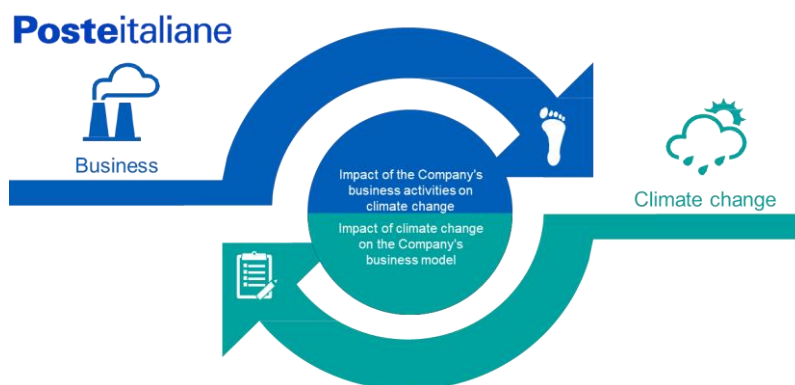 Posteitaliane
Business
Impact of the Company's
business activities on
climate change
Impact of climate change
on the Company's
business model
Climate change